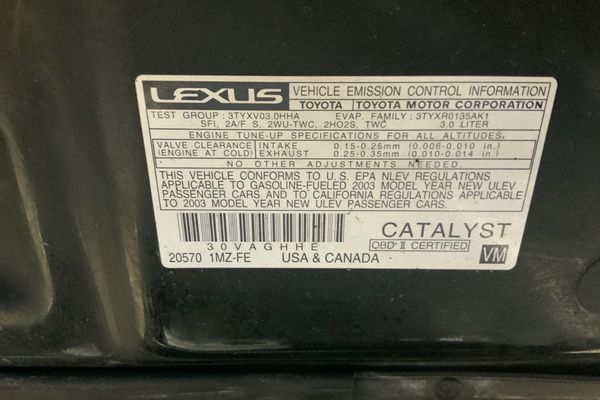 LEXUS VEHICLE EMISSION CONTROL INFORMATION
TOYOTA TOYOTA MOTOR CORPORATION
TEST GROUP : 3TYXV03.0HHA EVAP. FAMILY : 3TYXR0135AK1
SFI, 2A/F S, 2WU-TWC, 2HO2S, TWC 3.0 LITER
ENGINE TUNE-UP SPECIFICATIONS FOR ALL ALTITUDES
VALVE CLEARANCE INTAKE 0.15-0.25mm (0.006-0.010 in.)
(ENGINE AT COLD) EXHAUST 0.25-0.35mm (0.010-0.014 in.)
NO OTHER ADJUSTMENTS NEEDED.
THIS VEHICLE CONFORMS TO U.S. EPA NLEV REGULATIONS
APPLICABLE TO GASOLINE-FUELED 2003 MODEL YEAR NEW ULEV
PASSENGER CARS AND TO CALIFORNIA REGULATIONS APPLICABLE
TO 2003 MODEL YEAR NEW ULEV PASSENGER CARS.
30VAGHHE
CATALYST
OBD II CERTIFIED
20570 1MZ-FE USA & CANADA VM